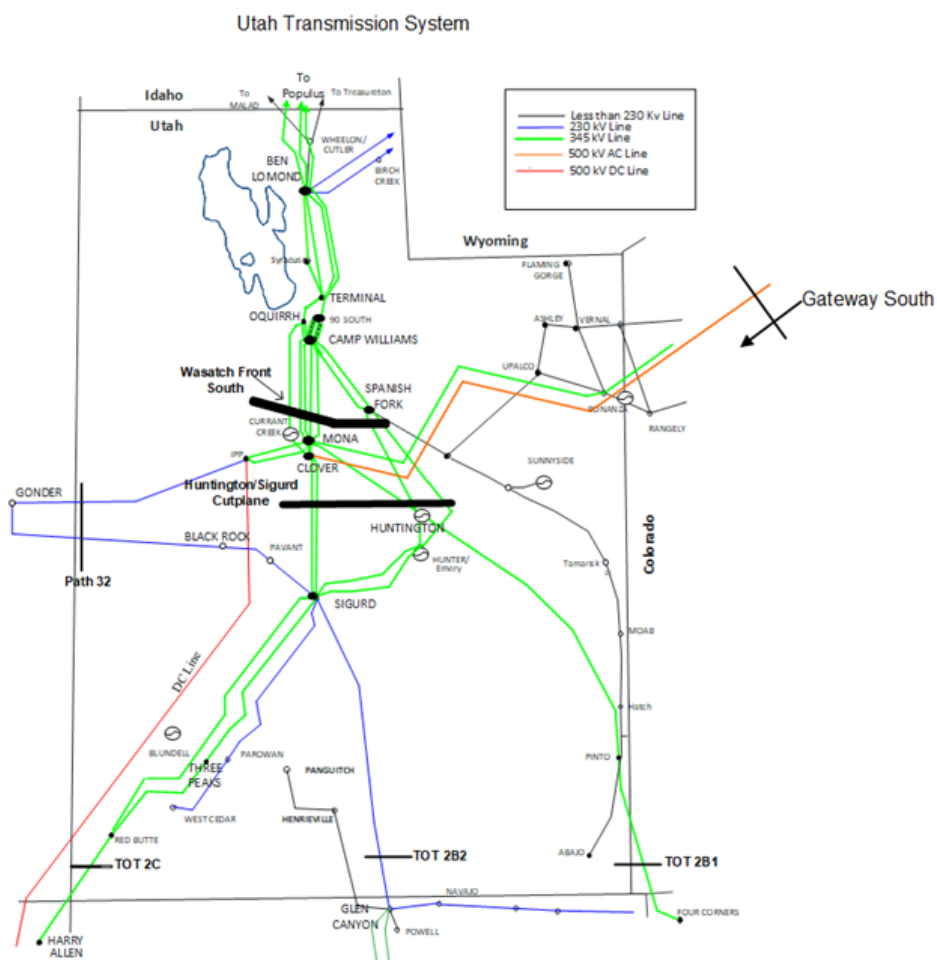 Utah Transmission System
To
Populus
To
MALAD
To Treasureton
Idaho
Utah
WHEELON/
CUTLER
BEN
LOMOND
BIRCH
CREEK
Less than 230 Kv Line
230 kV Line
345 kV Line
500 kV AC Line
500 kV DC Line
Wyoming
Syracus
FLAMING
GORGE
TERMINAL
OQUIRRH
90 SOUTH
CAMP WILLIAMS
ASHLEY
VERNAL
Gateway South
Wasatch Front
South
SPANISH
FORK
UPALCO
BONANZA
RANGELY
CURRANT
CREEK
MONA
IPP
CLOVER
SUNNYSIDE
GONDER
Huntington/Sigurd
Cutplane
HUNTINGTON
BLACK ROCK
PAVANT
HUNTER/
Emery
Colorado
Tamarisk
Path 32
SIGURD
MOAB
DC Line
Hatch
BLUNDELL
PAROWAN
THREE
PEAKS
PANGUITCH
PINTO
WEST CEDAR
HENRIEVILLE
RED BUTTE
ABAJO
TOT 2C
TOT 2B2
TOT 2B1
NAVAJO
GLEN
CANYON
POWELL
FOUR CORNERS
HARRY
ALLEN